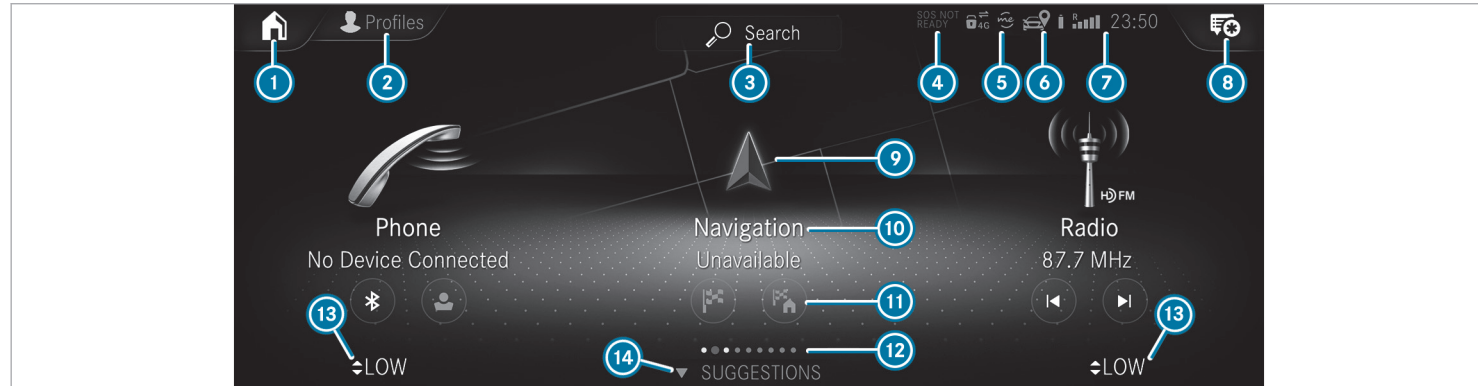 Profiles
Search
SOS NOT
READY
4G
me
R
23:50
1
2
3
4
5
6
7
8
9
HD FM
Phone
Navigation
10
Radio
No Device Connected
Unavailable
87.7 MHz
11
13
13
12
14
LOW
SUGGESTIONS
LOW